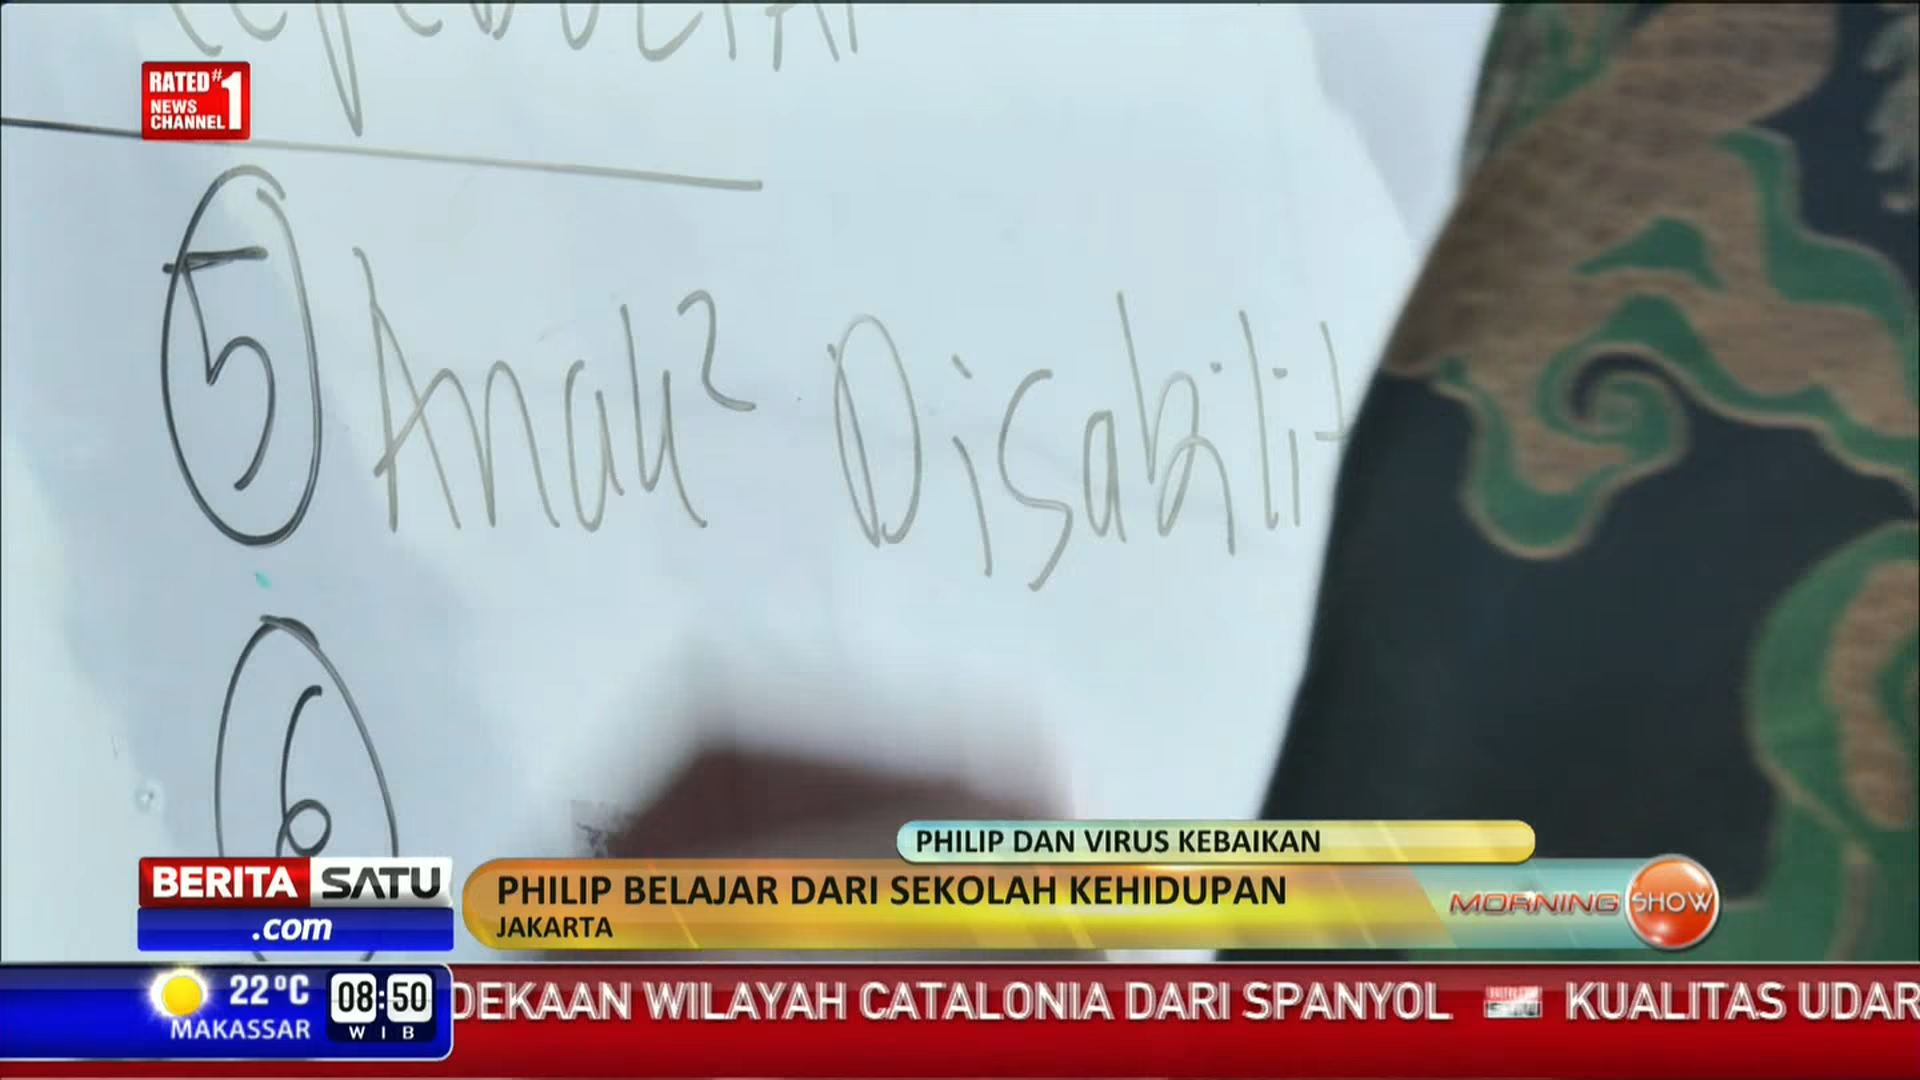 RATED #1
NEWS
CHANNEL
5 Anak² Disabilit
6
PHILIP DAN VIRUS KEBAIKAN
PHILIP BELAJAR DARI SEKOLAH KEHIDUPAN
JAKARTA
MORNING SHOW
BERITA SATU
.com
22°C
MAKASSAR
08:50
WIB
DEKAAN WILAYAH CATALONIA DARI SPANYOL KUALITAS UDAR